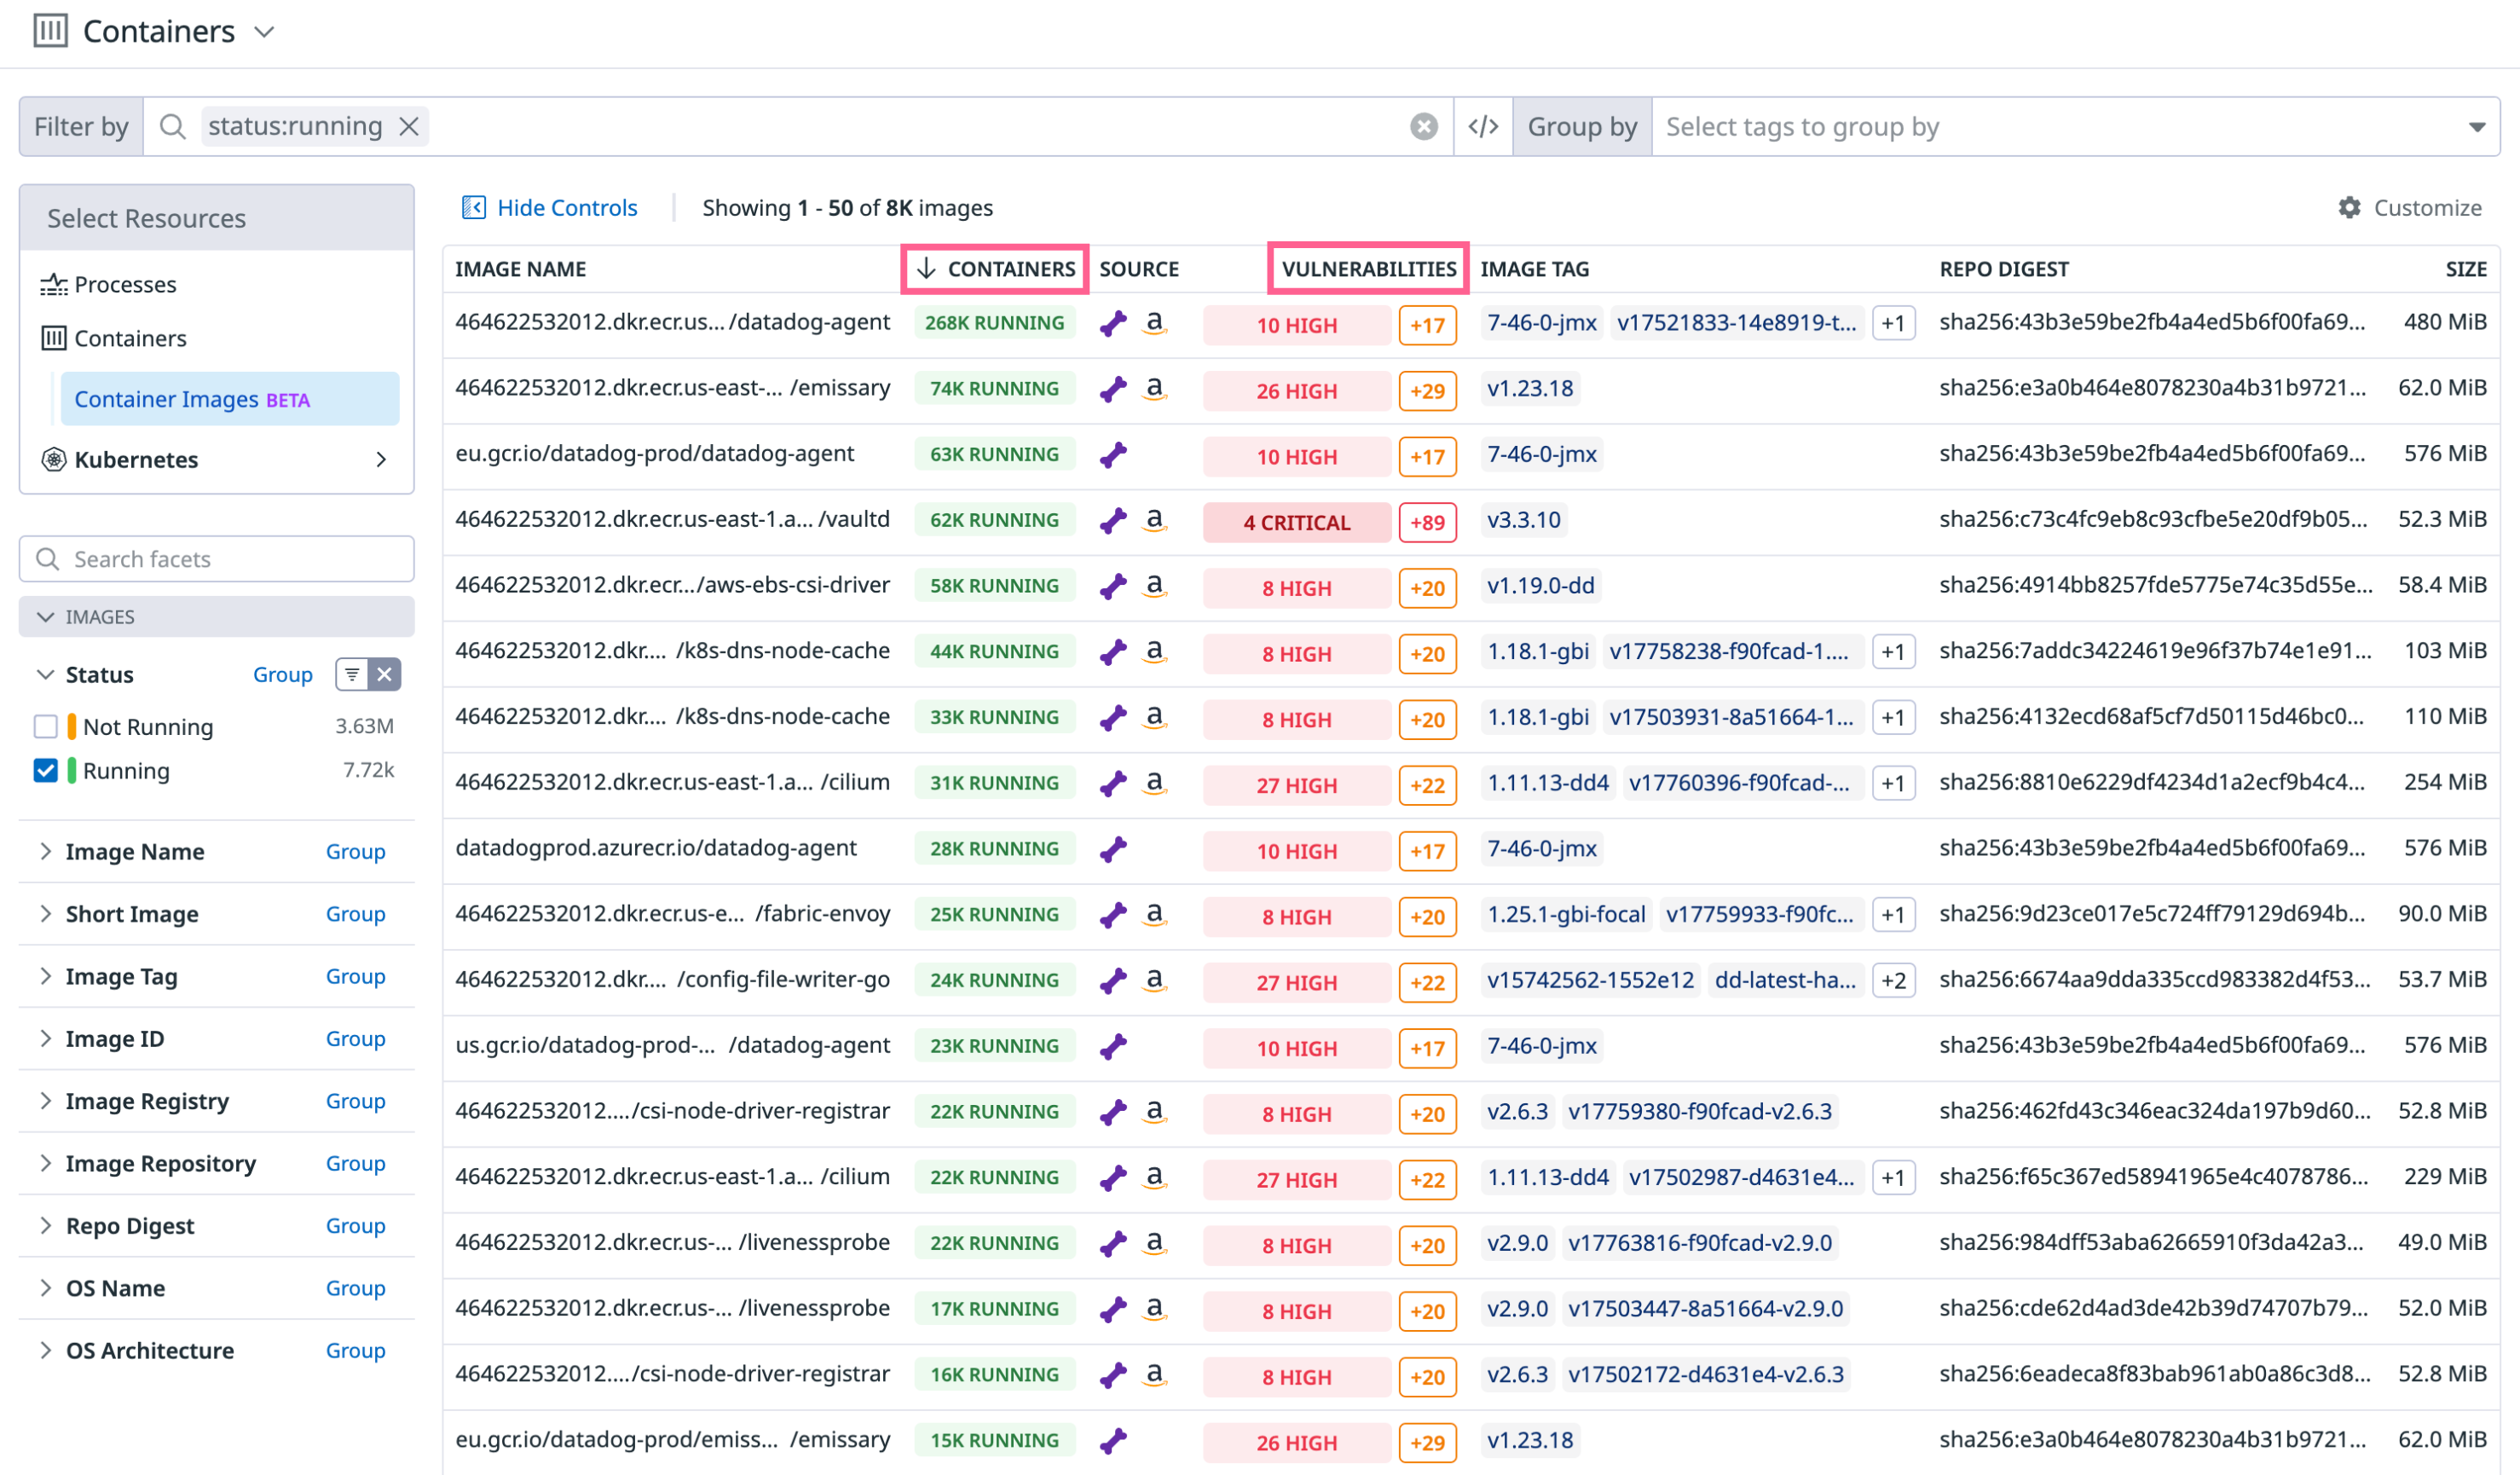 Containers
Filter by status:running </> Group by Select tags to group by
Select Resources
Processes
Containers
Container Images BETA
Kubernetes
Search facets
IMAGES
Status Group
Not Running 3.63M
Running 7.72k
Image Name Group
Short Image Group
Image Tag Group
Image ID Group
Image Registry Group
Image Repository Group
Repo Digest Group
OS Name Group
OS Architecture Group
Hide Controls Showing 1 - 50 of 8K images Customize
IMAGE NAME CONTAINERS SOURCE VULNERABILITIES IMAGE TAG REPO DIGEST SIZE
464622532012.dkr.ecr.us... /datadog-agent 268K RUNNING a 10 HIGH +17 7-46-0-jmx v17521833-14e8919-t... +1 sha256:43b3e59be2fb4a4ed5b6f00fa69... 480 MiB
464622532012.dkr.ecr.us-east-... /emissary 74K RUNNING a 26 HIGH +29 v1.23.18 sha256:e3a0b464e8078230a4b31b9721... 62.0 MiB
eu.gcr.io/datadog-prod/datadog-agent 63K RUNNING 10 HIGH +17 7-46-0-jmx sha256:43b3e59be2fb4a4ed5b6f00fa69... 576 MiB
464622532012.dkr.ecr.us-east-1.a... /vaultd 62K RUNNING a 4 CRITICAL +89 v3.3.10 sha256:c73c4fc9eb8c93cfbe5e20df9b05... 52.3 MiB
464622532012.dkr.ecr.../aws-ebs-csi-driver 58K RUNNING a 8 HIGH +20 v1.19.0-dd sha256:4914bb8257fde5775e74c35d55e... 58.4 MiB
464622532012.dkr.... /k8s-dns-node-cache 44K RUNNING a 8 HIGH +20 1.18.1-gbi v17758238-f90fcad-1.... +1 sha256:7addc34224619e96f37b74e1e91... 103 MiB
464622532012.dkr.... /k8s-dns-node-cache 33K RUNNING a 8 HIGH +20 1.18.1-gbi v17503931-8a51664-1... +1 sha256:4132ecd68af5cf7d50115d46bc0... 110 MiB
464622532012.dkr.ecr.us-east-1.a... /cilium 31K RUNNING a 27 HIGH +22 1.11.13-dd4 v17760396-f90fcad-... +1 sha256:8810e6229df4234d1a2ecf9b4c4... 254 MiB
datadogprod.azurecr.io/datadog-agent 28K RUNNING 10 HIGH +17 7-46-0-jmx sha256:43b3e59be2fb4a4ed5b6f00fa69... 576 MiB
464622532012.dkr.ecr.us-e... /fabric-envoy 25K RUNNING a 8 HIGH +20 1.25.1-gbi-focal v17759933-f90fc... +1 sha256:9d23ce017e5c724ff79129d694b... 90.0 MiB
464622532012.dkr.... /config-file-writer-go 24K RUNNING a 27 HIGH +22 v15742562-1552e12 dd-latest-ha... +2 sha256:6674aa9dda335ccd983382d4f53... 53.7 MiB
us.gcr.io/datadog-prod-... /datadog-agent 23K RUNNING 10 HIGH +17 7-46-0-jmx sha256:43b3e59be2fb4a4ed5b6f00fa69... 576 MiB
464622532012..../csi-node-driver-registrar 22K RUNNING a 8 HIGH +20 v2.6.3 v17759380-f90fcad-v2.6.3 sha256:462fd43c346eac324da197b9d60... 52.8 MiB
464622532012.dkr.ecr.us-east-1.a... /cilium 22K RUNNING a 27 HIGH +22 1.11.13-dd4 v17502987-d4631e4... +1 sha256:f65c367ed58941965e4c4078786... 229 MiB
464622532012.dkr.ecr.us-... /livenessprobe 22K RUNNING a 8 HIGH +20 v2.9.0 v17763816-f90fcad-v2.9.0 sha256:984dff53aba62665910f3da42a3... 49.0 MiB
464622532012.dkr.ecr.us-... /livenessprobe 17K RUNNING a 8 HIGH +20 v2.9.0 v17503447-8a51664-v2.9.0 sha256:cde62d4ad3de42b39d74707b79... 52.0 MiB
464622532012..../csi-node-driver-registrar 16K RUNNING a 8 HIGH +20 v2.6.3 v17502172-d4631e4-v2.6.3 sha256:6eadeca8f83bab961ab0a86c3d8... 52.8 MiB
eu.gcr.io/datadog-prod/emiss... /emissary 15K RUNNING 26 HIGH +29 v1.23.18 sha256:e3a0b464e8078230a4b31b9721... 62.0 MiB